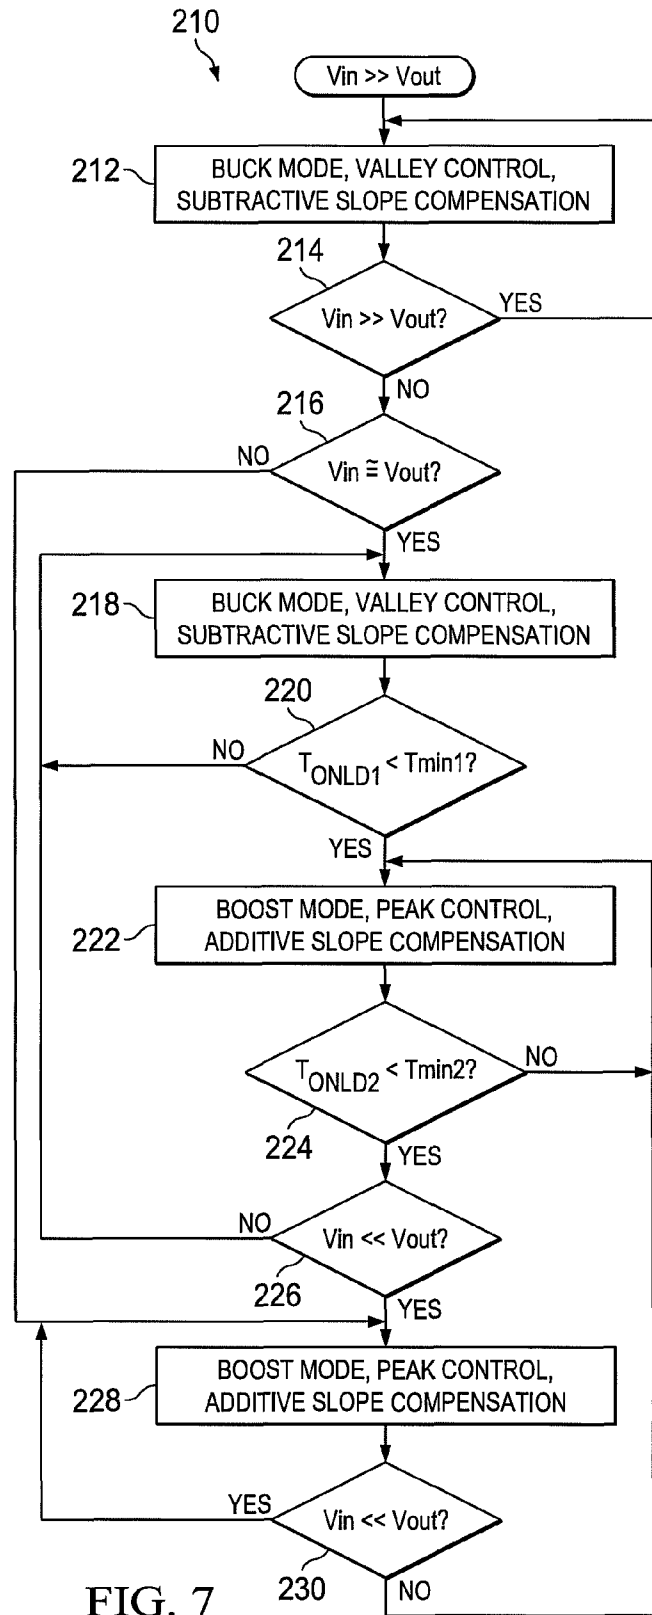 210
Vin >> Vout
212
BUCK MODE, VALLEY CONTROL,
SUBTRACTIVE SLOPE COMPENSATION
214
Vin >> Vout?
YES
NO
216
NO
Vin ≅ Vout?
YES
218
BUCK MODE, VALLEY CONTROL,
SUBTRACTIVE SLOPE COMPENSATION
220
NO
TONLD1 < Tmin1?
YES
222
BOOST MODE, PEAK CONTROL,
ADDITIVE SLOPE COMPENSATION
TONLD2 < Tmin2?
NO
224
YES
NO
Vin << Vout?
226
YES
228
BOOST MODE, PEAK CONTROL,
ADDITIVE SLOPE COMPENSATION
YES
Vin << Vout?
230
NO
FIG. 7